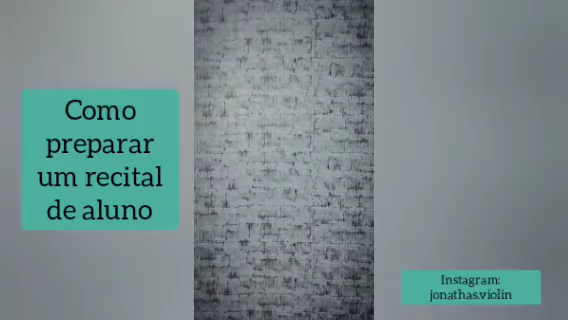 Como
preparar
um recital
de aluno
Instagram:
jonathas.violin